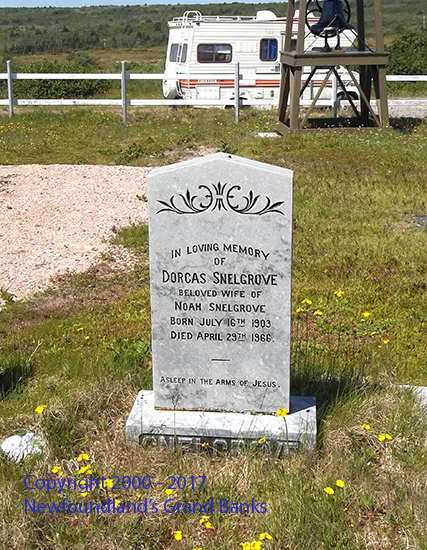 IN LOVING MEMORY
OF
DORCAS SNELGROVE
BELOVED WIFE OF
NOAH SNELGROVE
BORN JULY 16TH 1903
DIED APRIL 29TH 1966.
ASLEEP IN THE ARMS OF JESUS.
Copyright 2000 - 2017
Newfoundland's Grand Banks